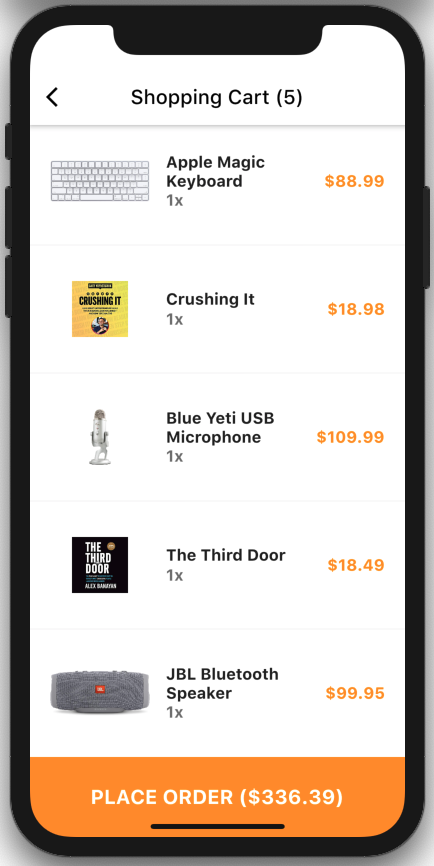 Shopping Cart (5)
Apple Magic
Keyboard
1x
$88.99
CRUSHING IT
Crushing It
1x
$18.98
Blue Yeti USB
Microphone
1x
$109.99
THE
THIRD
DOOR
ALEX BANAYAN
The Third Door
1x
$18.49
JBL
JBL Bluetooth
Speaker
1x
$99.95
PLACE ORDER ($336.39)